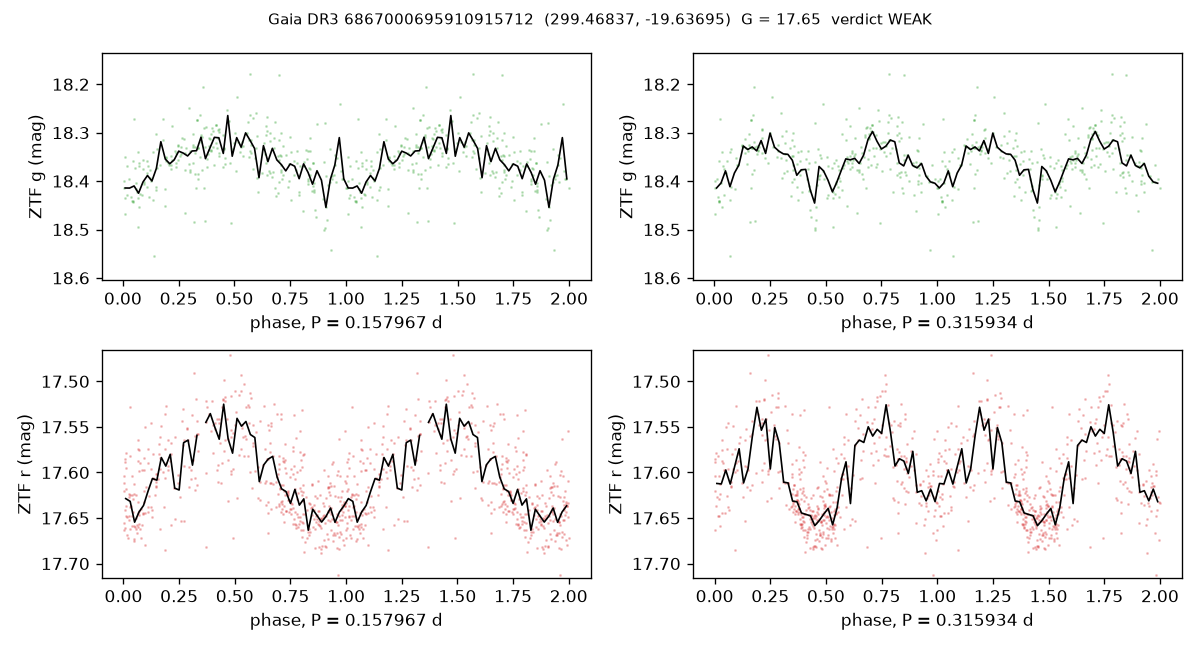 Gaia DR3 6867000695910915712 (299.46837, -19.63695) G = 17.65 verdict WEAK
ZTF g (mag)
18.2
18.3
18.4
18.5
18.6
0.00 0.25 0.50 0.75 1.00 1.25 1.50 1.75 2.00
phase, P = 0.157967 d
ZTF g (mag)
18.2
18.3
18.4
18.5
18.6
0.00 0.25 0.50 0.75 1.00 1.25 1.50 1.75 2.00
phase, P = 0.315934 d
ZTF r (mag)
17.50
17.55
17.60
17.65
17.70
0.00 0.25 0.50 0.75 1.00 1.25 1.50 1.75 2.00
phase, P = 0.157967 d
ZTF r (mag)
17.50
17.55
17.60
17.65
17.70
0.00 0.25 0.50 0.75 1.00 1.25 1.50 1.75 2.00
phase, P = 0.315934 d